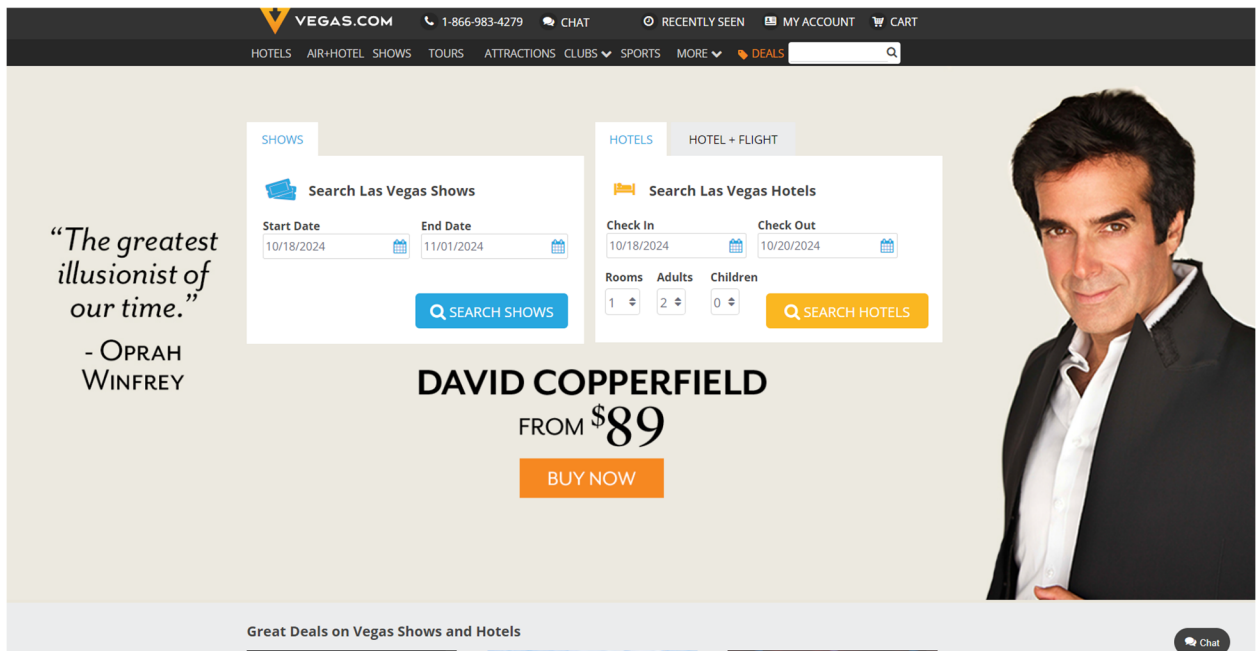 VEGAS.COM 1-866-983-4279 CHAT RECENTLY SEEN MY ACCOUNT CART
HOTELS AIR+HOTEL SHOWS TOURS ATTRACTIONS CLUBS SPORTS MORE DEALS
“The greatest
illusionist of
our time.”
- OPRAH
WINFREY
SHOWS
Search Las Vegas Shows
Start Date End Date
10/18/2024 11/01/2024
SEARCH SHOWS
HOTELS HOTEL + FLIGHT
Search Las Vegas Hotels
Check In Check Out
10/18/2024 10/20/2024
Rooms Adults Children
1 2 0
SEARCH HOTELS
DAVID COPPERFIELD
FROM $89
BUY NOW
Great Deals on Vegas Shows and Hotels
Chat